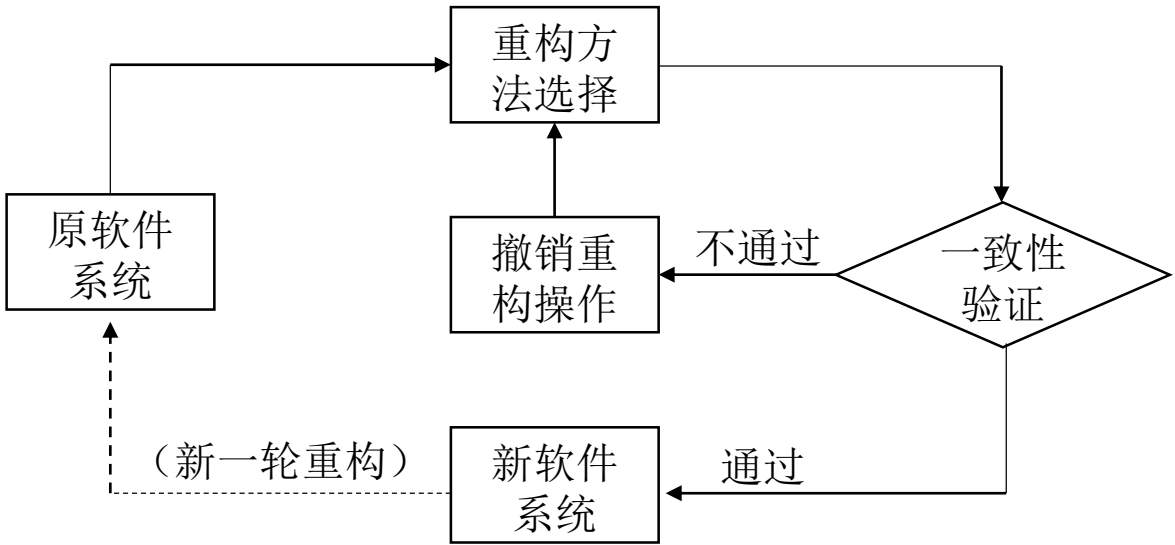 重构方
法选择
原软件
系统
撤销重
构操作
不通过
一致性
验证
（新一轮重构）
新软件
系统
通过